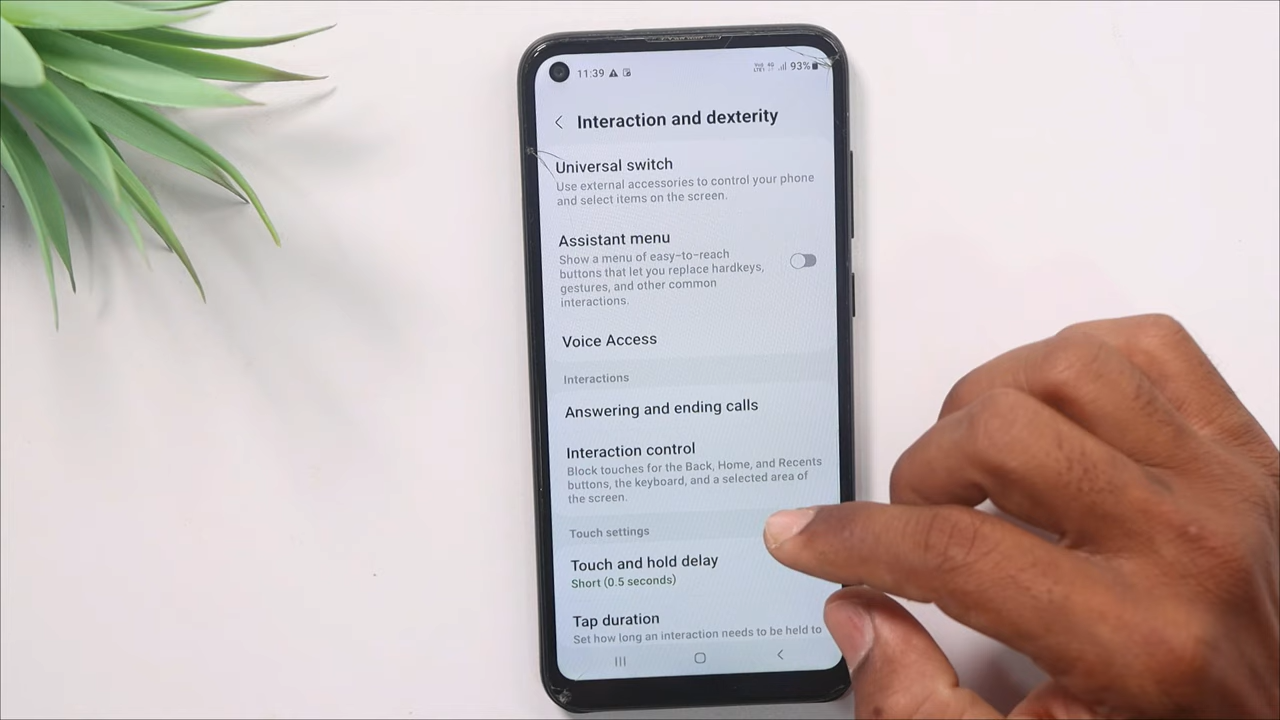 11:39 93%
Interaction and dexterity
Universal switch
Use external accessories to control your phone
and select items on the screen.
Assistant menu
Show a menu of easy-to-reach
buttons that let you replace hardkeys,
gestures, and other common
interactions.
Voice Access
Interactions
Answering and ending calls
Interaction control
Block touches for the Back, Home, and Recents
buttons, the keyboard, and a selected area of
the screen.
Touch settings
Touch and hold delay
Short (0.5 seconds)
Tap duration
Set how long an interaction needs to be held to